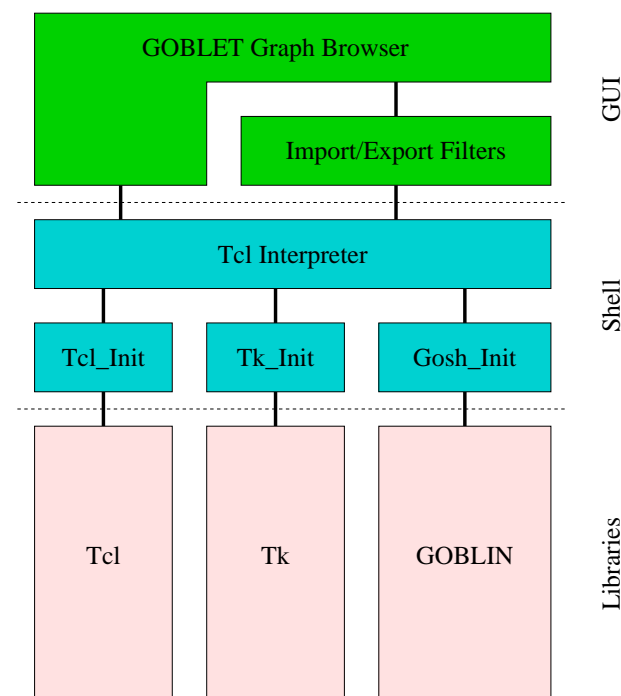 GOBLET Graph Browser
GUI
Import/Export Filters
Tcl Interpreter
Shell
Tcl_Init
Tk_Init
Gosh_Init
Tcl
Tk
GOBLIN
Libraries